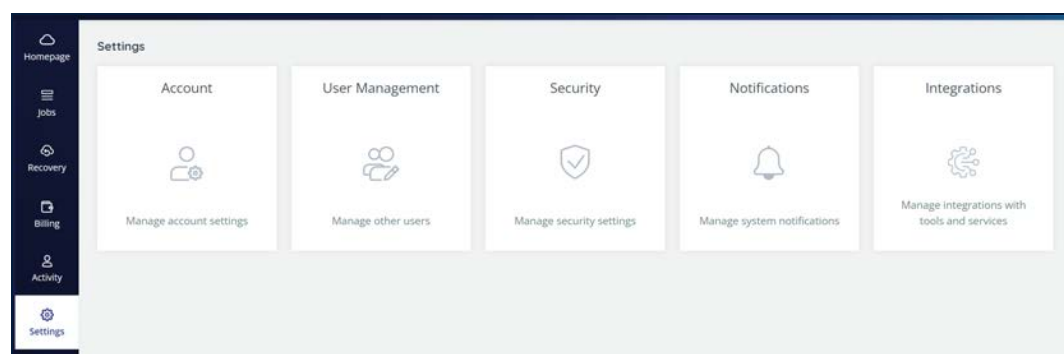 Homepage
Jobs
Recovery
Billing
Activity
Settings
Settings
Account
Manage account settings
User Management
Manage other users
Security
Manage security settings
Notifications
Manage system notifications
Integrations
Manage integrations with
tools and services